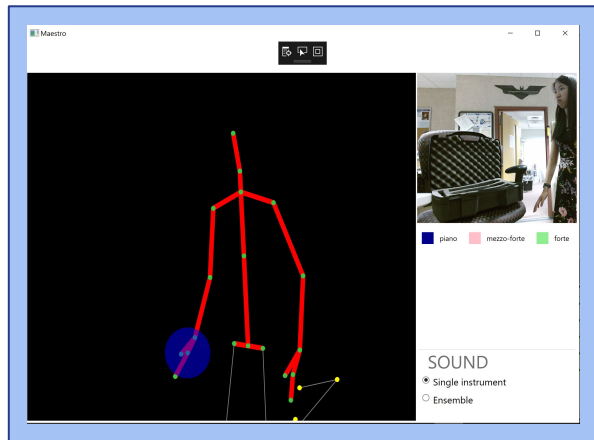 Maestro
piano mezzo-forte forte
SOUND
Single instrument
Ensemble